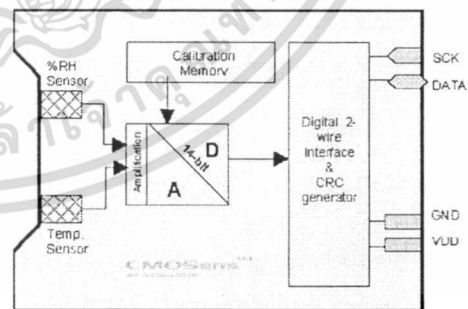 %RH
Sensor
Calibration
Memory
SCK
DATA
Digital 2-
wire
Interface
&
CRC
generator
Amplification
14-bit
D
A
GND
VDD
Temp.
Sensor
CMOSens